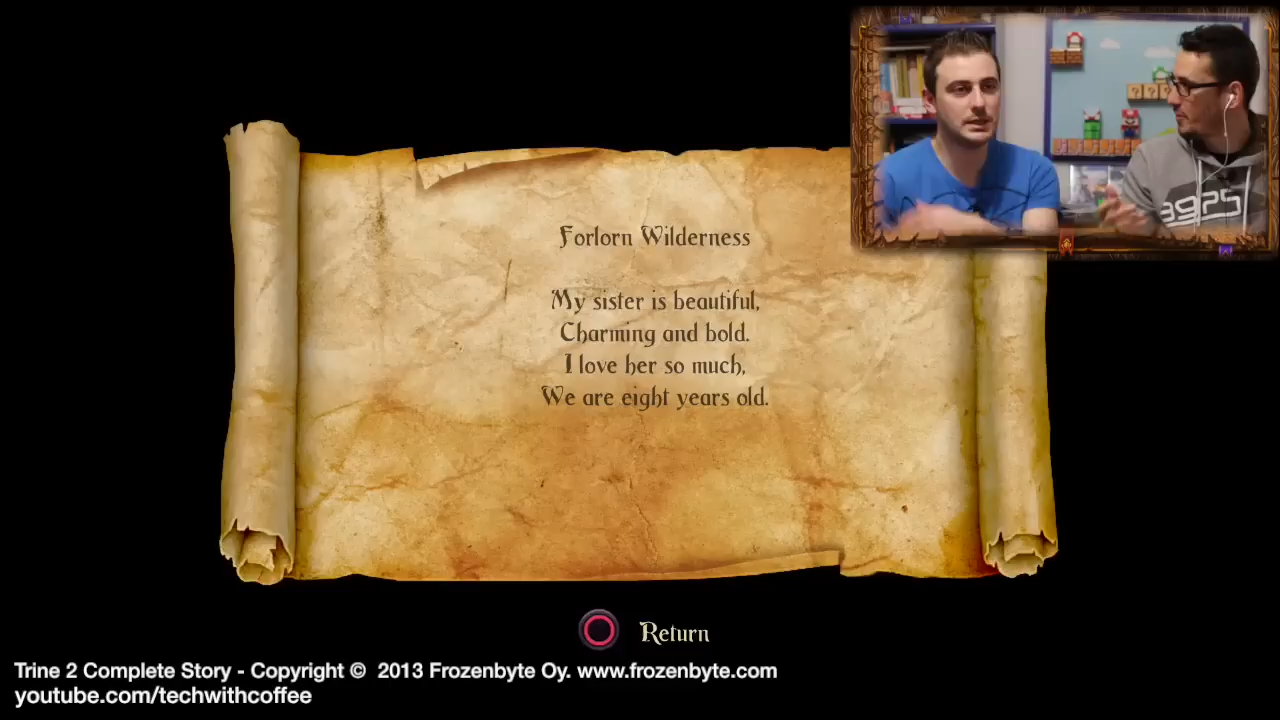 Forlorn Wilderness
My sister is beautiful,
Charming and bold.
I love her so much,
We are eight years old.
Return
Trine 2 Complete Story - Copyright © 2013 Frozenbyte Oy. www.frozenbyte.com
youtube.com/techwithcoffee